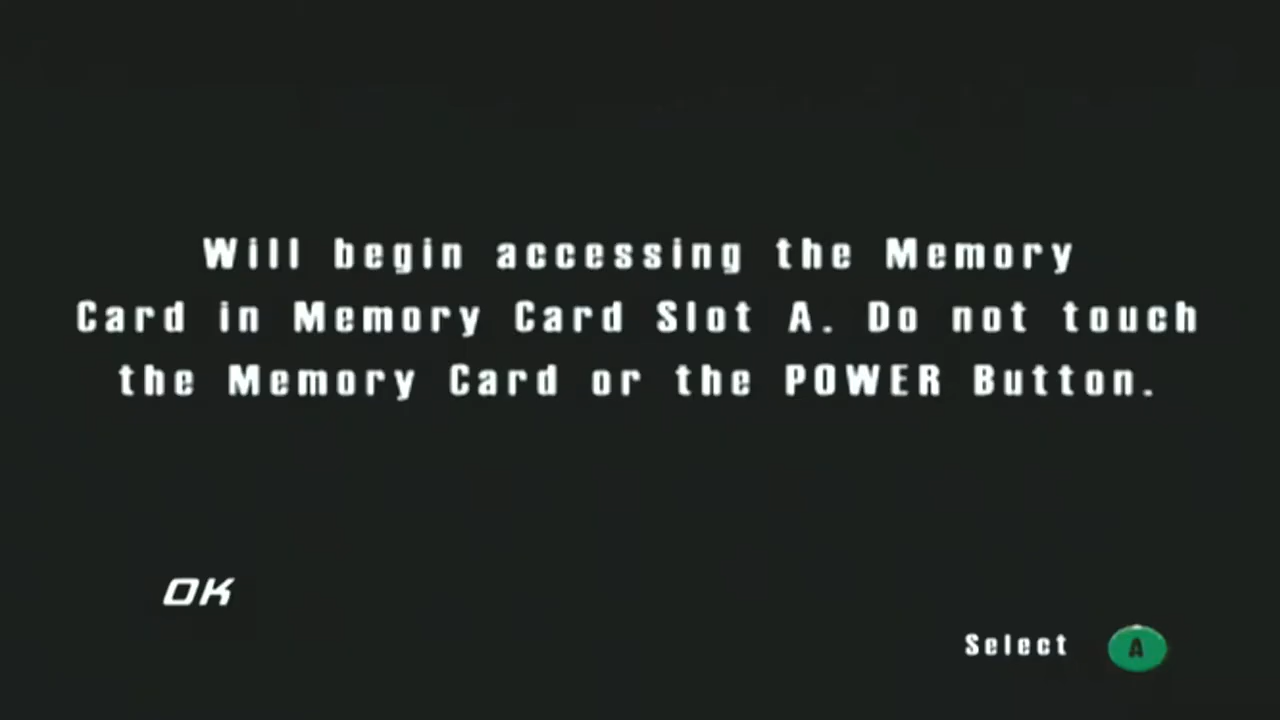 Will begin accessing the Memory
Card in Memory Card Slot A. Do not touch
the Memory Card or the POWER Button.
OK
Select A